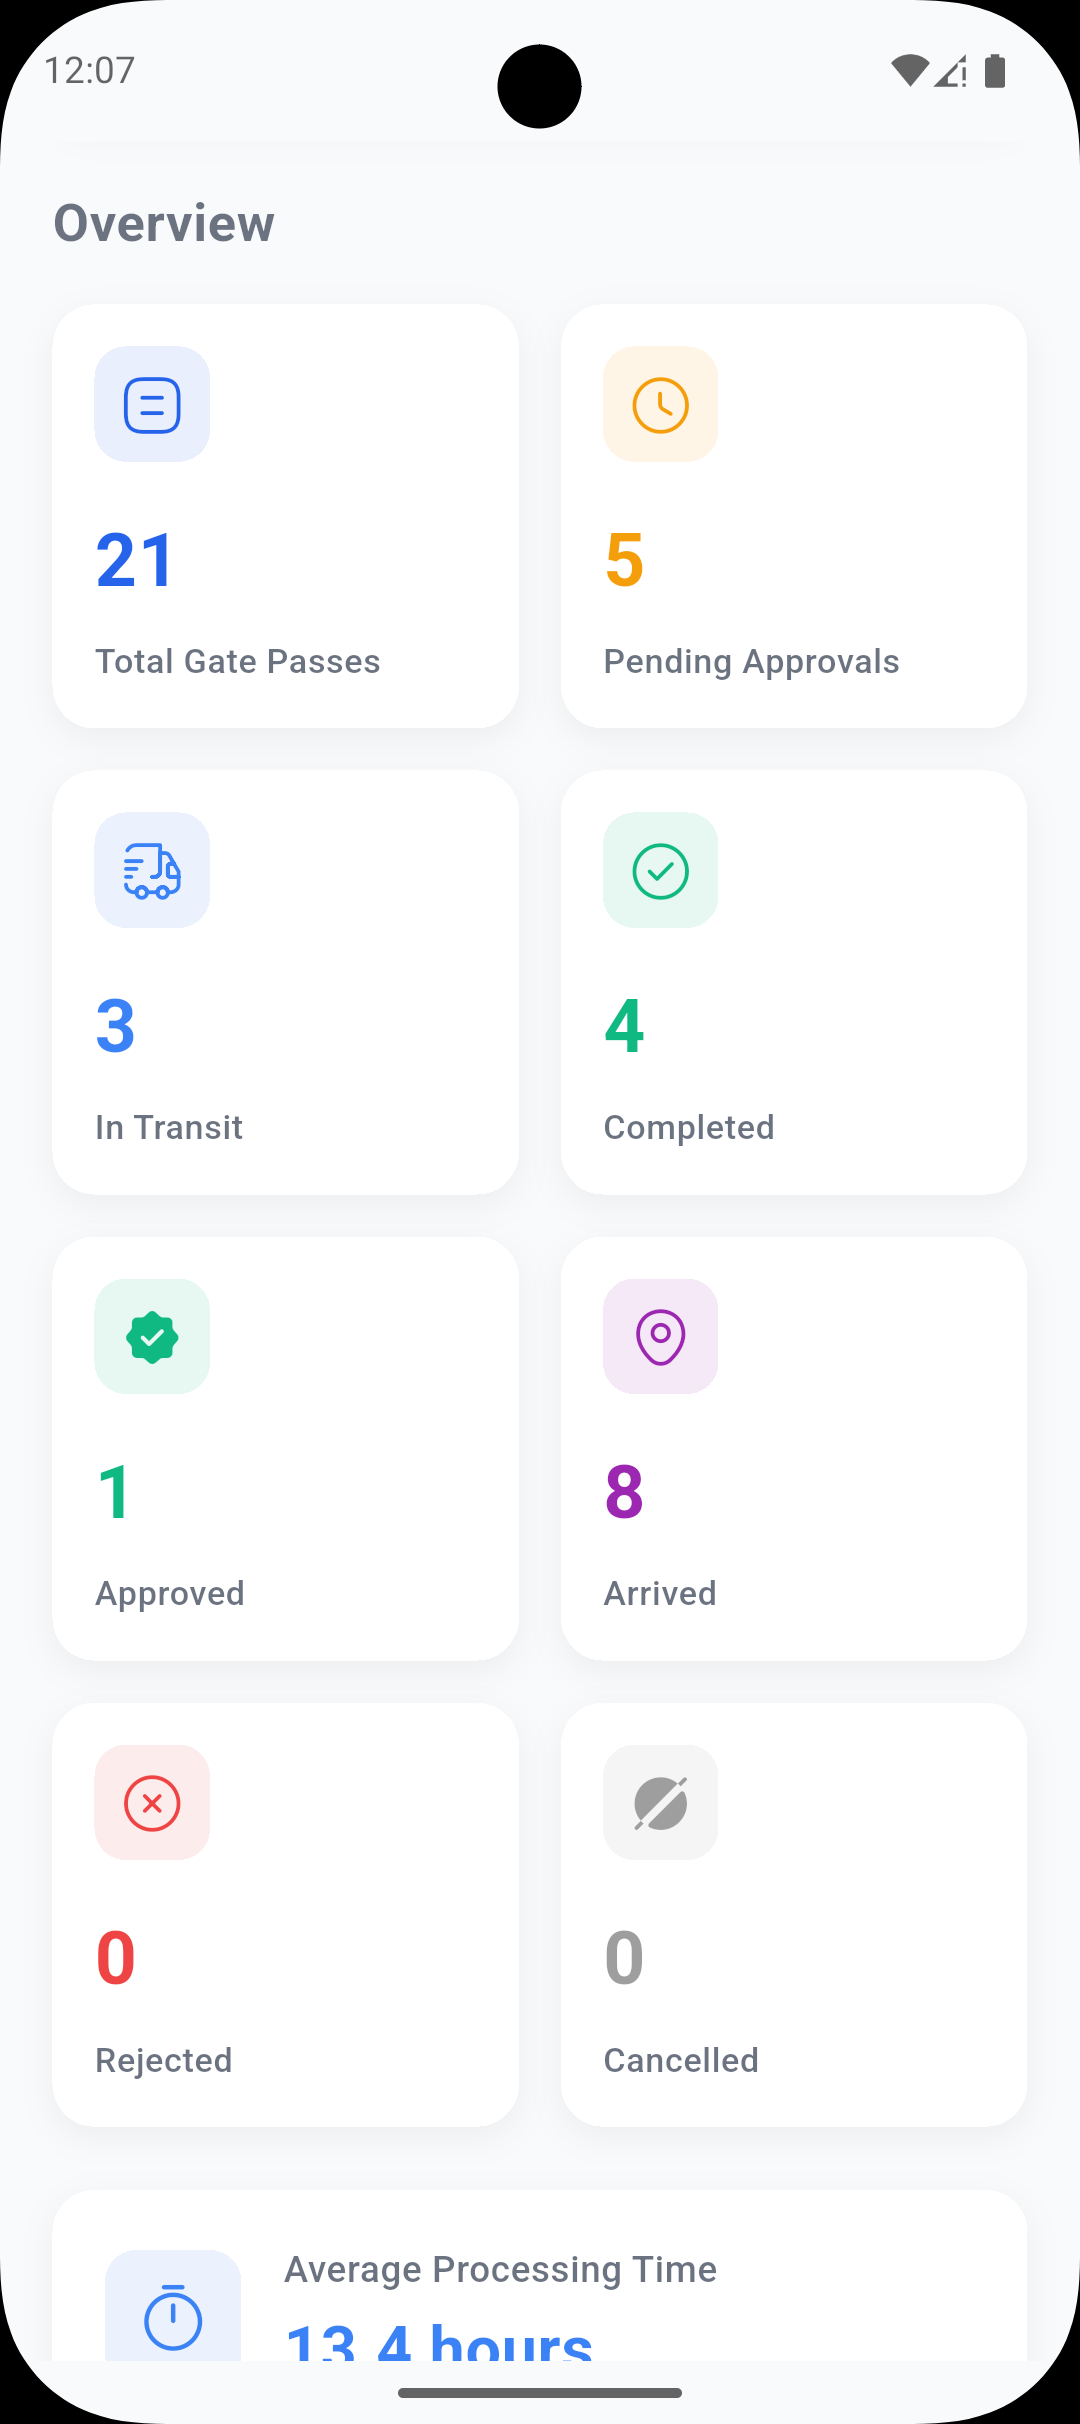 12:07
Overview
21
5
Total Gate Passes
Pending Approvals
3
4
In Transit
Completed
1
8
Approved
Arrived
0
0
Rejected
Cancelled
Average Processing Time
13.4 hours